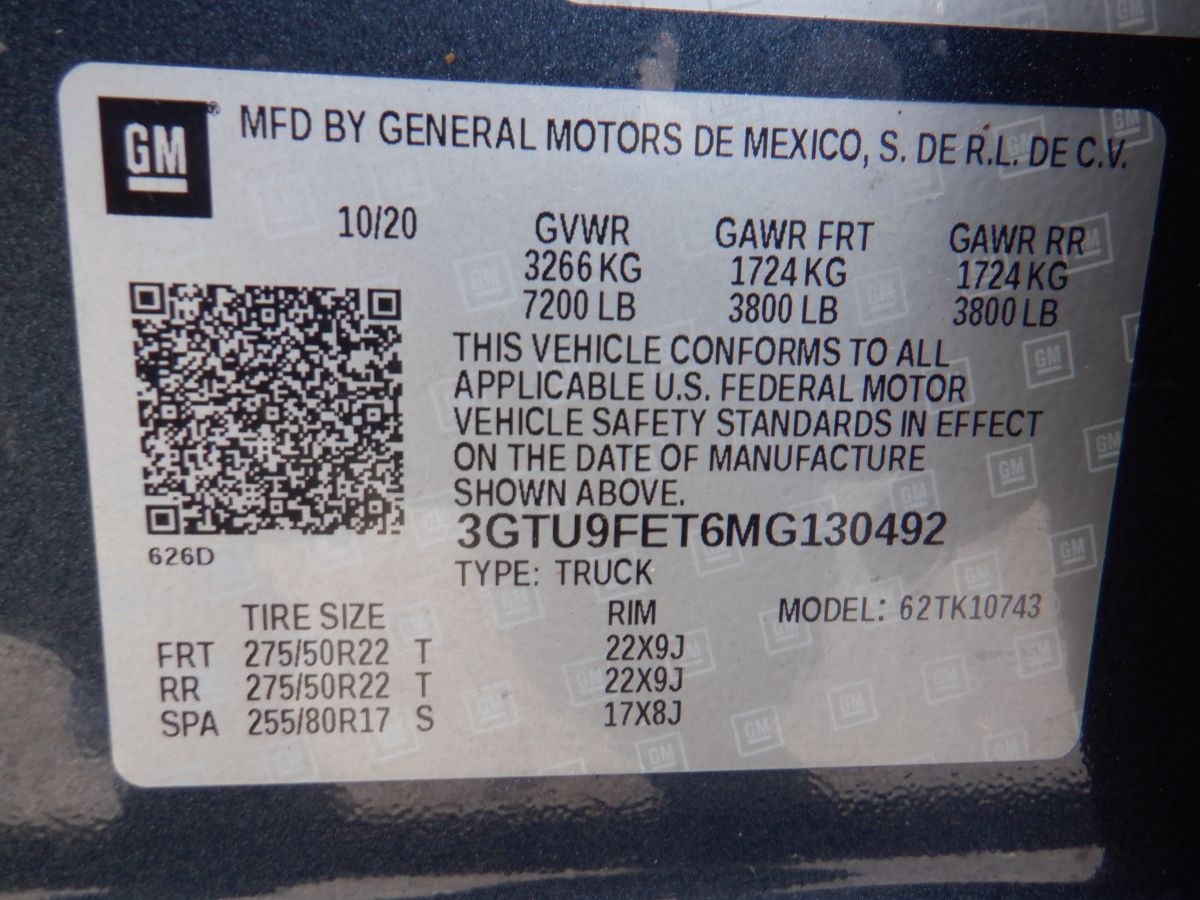 GM® MFD BY GENERAL MOTORS DE MEXICO, S. DE R.L. DE C.V.
10/20 GVWR GAWR FRT GAWR RR
3266 KG 1724 KG 1724 KG
7200 LB 3800 LB 3800 LB
THIS VEHICLE CONFORMS TO ALL
APPLICABLE U.S. FEDERAL MOTOR
VEHICLE SAFETY STANDARDS IN EFFECT
ON THE DATE OF MANUFACTURE
SHOWN ABOVE.
3GTU9FET6MG130492
626D
TYPE: TRUCK
TIRE SIZE RIM MODEL: 62TK10743
FRT 275/50R22 T 22X9J
RR 275/50R22 T 22X9J
SPA 255/80R17 S 17X8J